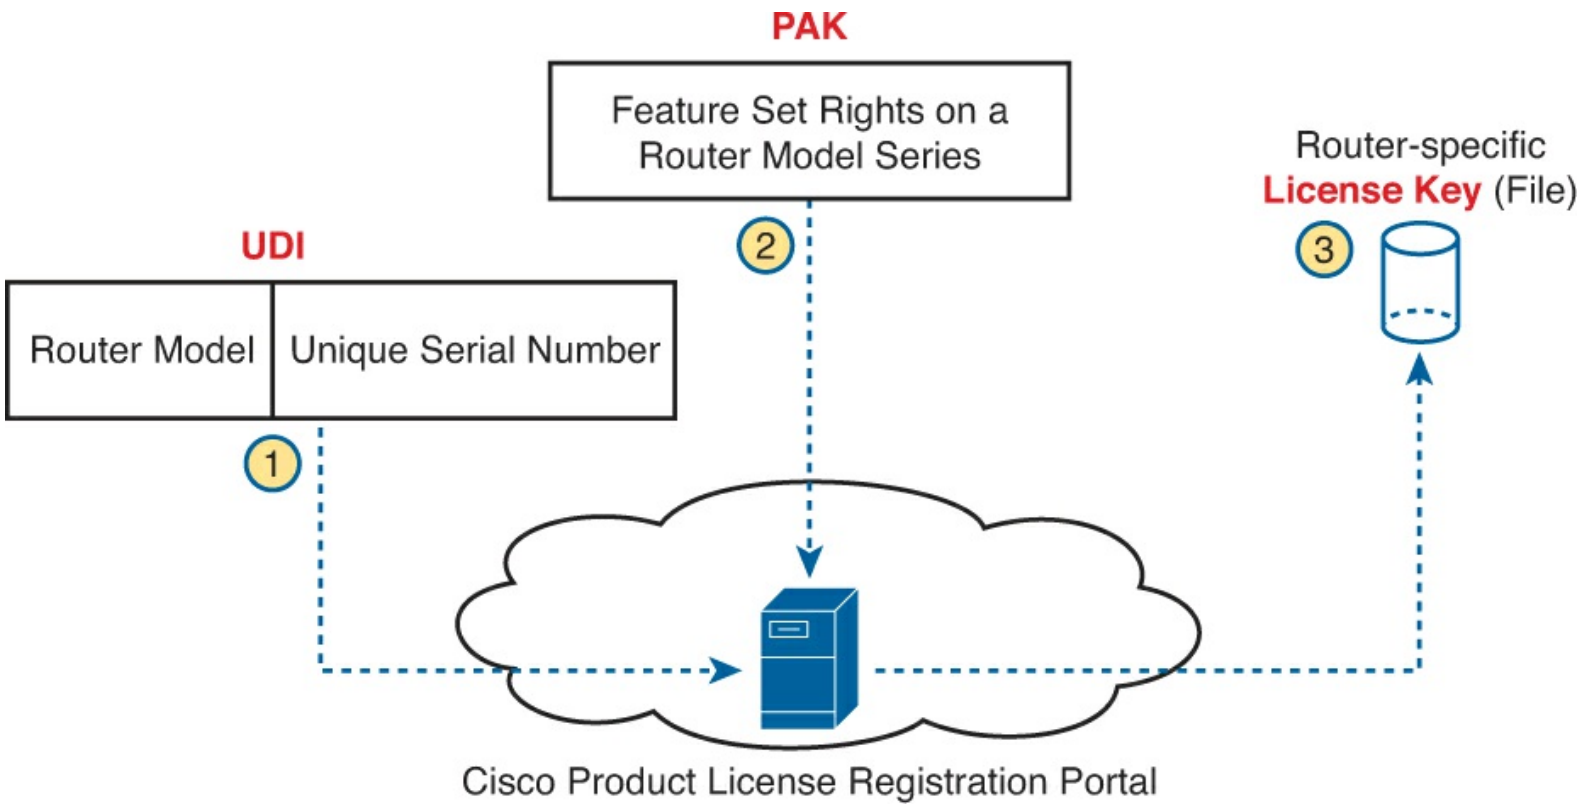 PAK
Feature Set Rights on a
Router Model Series
Router-specific
License Key (File)
2
3
UDI
Router Model
Unique Serial Number
1
Cisco Product License Registration Portal